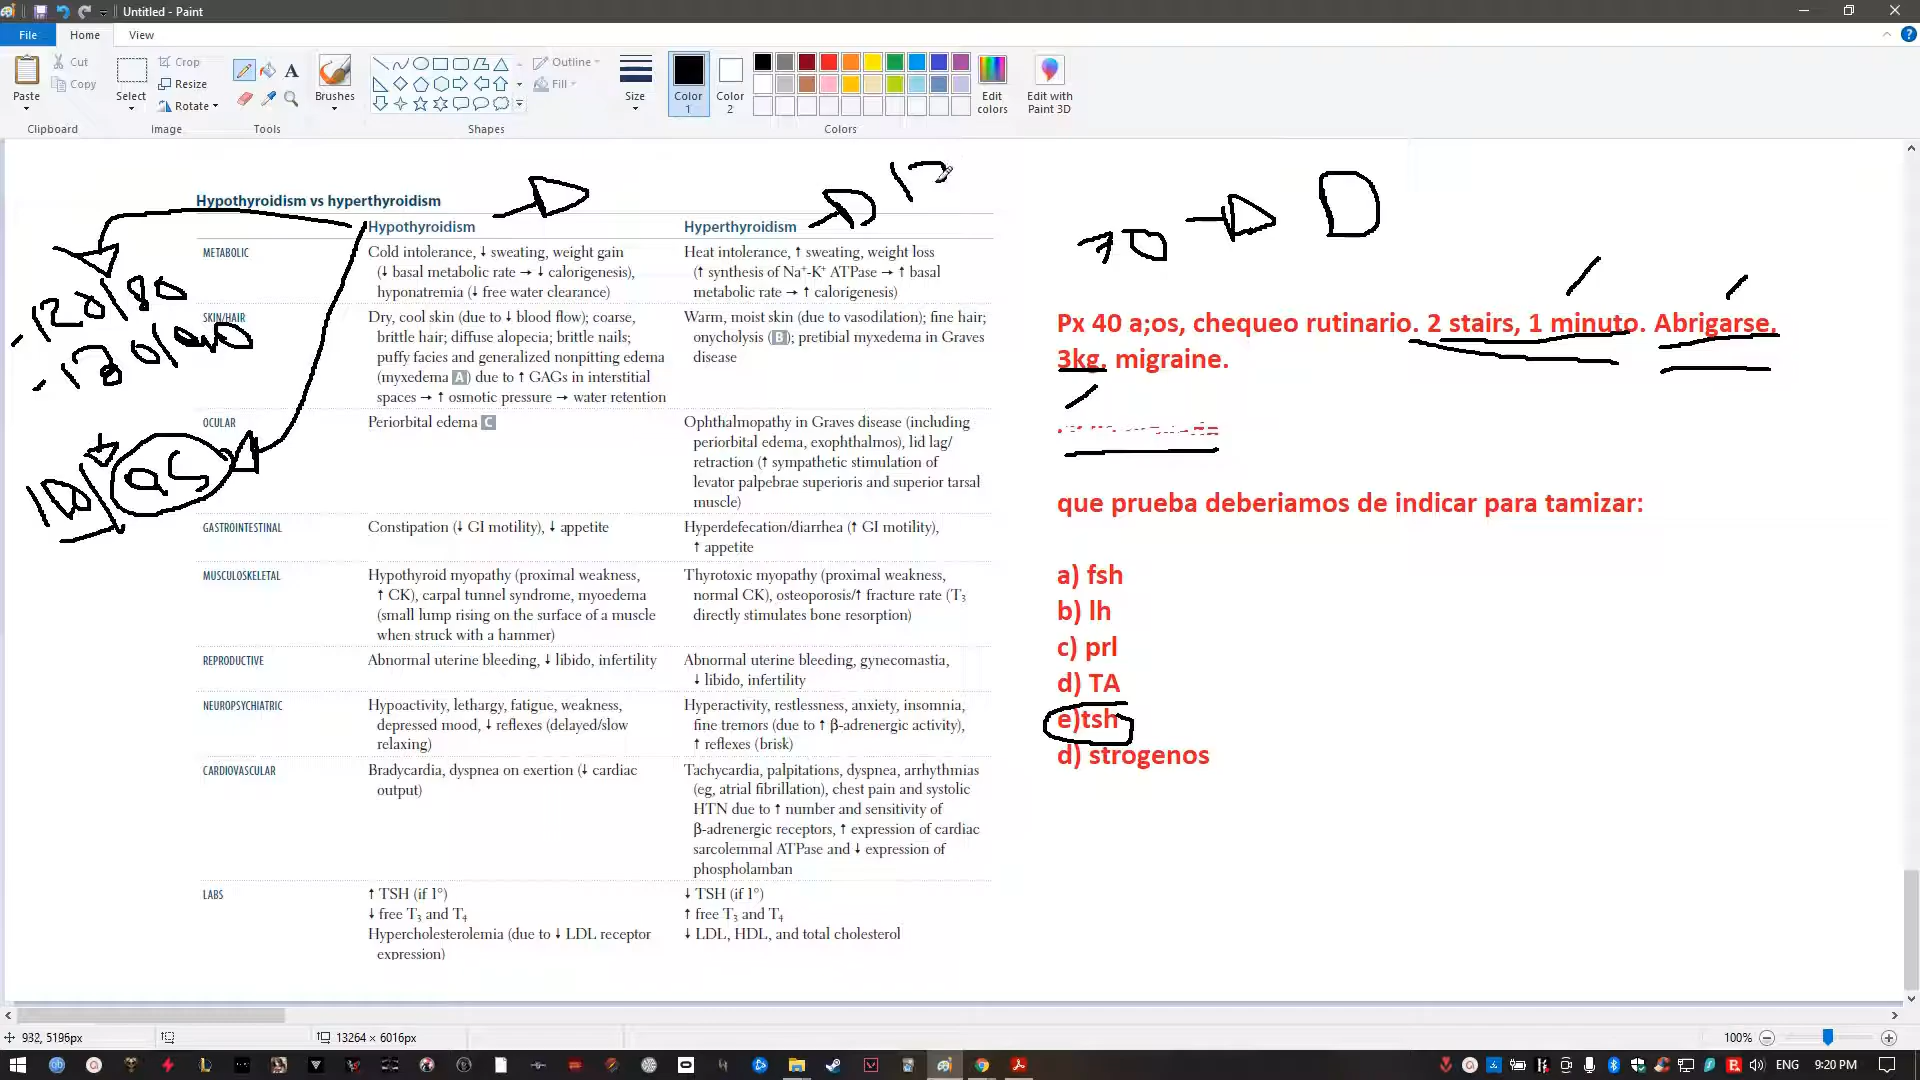 Untitled - Paint
File
Home
View
Paste
Cut
Copy
Clipboard
Select
Crop
Resize
Rotate
Image
Tools
Brushes
Shapes
Outline
Fill
Size
Color 1
Color 2
Edit colors
Colors
Edit with Paint 3D
Hypothyroidism vs hyperthyroidism
Hypothyroidism Hyperthyroidism
METABOLIC
Cold intolerance, ↓ sweating, weight gain
(↓ basal metabolic rate → ↓ calorigenesis),
hyponatremia (↓ free water clearance)
Heat intolerance, ↑ sweating, weight loss
(↑ synthesis of Na⁺-K⁺ ATPase → ↑ basal
metabolic rate → ↑ calorigenesis)
SKIN/HAIR
Dry, cool skin (due to ↓ blood flow); coarse,
brittle hair; diffuse alopecia; brittle nails;
puffy facies and generalized nonpitting edema
(myxedema A) due to ↑ GAGs in interstitial
spaces → ↑ osmotic pressure → water retention
Warm, moist skin (due to vasodilation); fine hair;
onycholysis (B); pretibial myxedema in Graves
disease
OCULAR
Periorbital edema C
Ophthalmopathy in Graves disease (including
periorbital edema, exophthalmos), lid lag/
retraction (↑ sympathetic stimulation of
levator palpebrae superioris and superior tarsal
muscle)
GASTROINTESTINAL
Constipation (↓ GI motility), ↓ appetite
Hyperdefecation/diarrhea (↑ GI motility),
↑ appetite
MUSCULOSKELETAL
Hypothyroid myopathy (proximal weakness,
↑ CK), carpal tunnel syndrome, myoedema
(small lump rising on the surface of a muscle
when struck with a hammer)
Thyrotoxic myopathy (proximal weakness,
normal CK), osteoporosis/↑ fracture rate (T₃
directly stimulates bone resorption)
REPRODUCTIVE
Abnormal uterine bleeding, ↓ libido, infertility
Abnormal uterine bleeding, gynecomastia,
↓ libido, infertility
NEUROPSYCHIATRIC
Hypoactivity, lethargy, fatigue, weakness,
depressed mood, ↓ reflexes (delayed/slow
relaxing)
Hyperactivity, restlessness, anxiety, insomnia,
fine tremors (due to ↑ β-adrenergic activity),
↑ reflexes (brisk)
CARDIOVASCULAR
Bradycardia, dyspnea on exertion (↓ cardiac
output)
Tachycardia, palpitations, dyspnea, arrhythmias
(eg, atrial fibrillation), chest pain and systolic
HTN due to ↑ number and sensitivity of
β-adrenergic receptors, ↑ expression of cardiac
sarcolemmal ATPase and ↓ expression of
phospholamban
LABS
↑ TSH (if 1°)
↓ free T₃ and T₄
Hypercholesterolemia (due to ↓ LDL receptor
expression)
↓ TSH (if 1°)
↑ free T₃ and T₄
↓ LDL, HDL, and total cholesterol
-120/80
Px 40 a;os, chequeo rutinario. 2 stairs, 1 minuto. Abrigarse,
3kg, migraine.
que prueba deberiamos de indicar para tamizar:
a) fsh
b) lh
c) prl
d) TA
e)tsh
d) strogenos
932, 5196px
13264 × 6016px
100%
ENG
9:20 PM